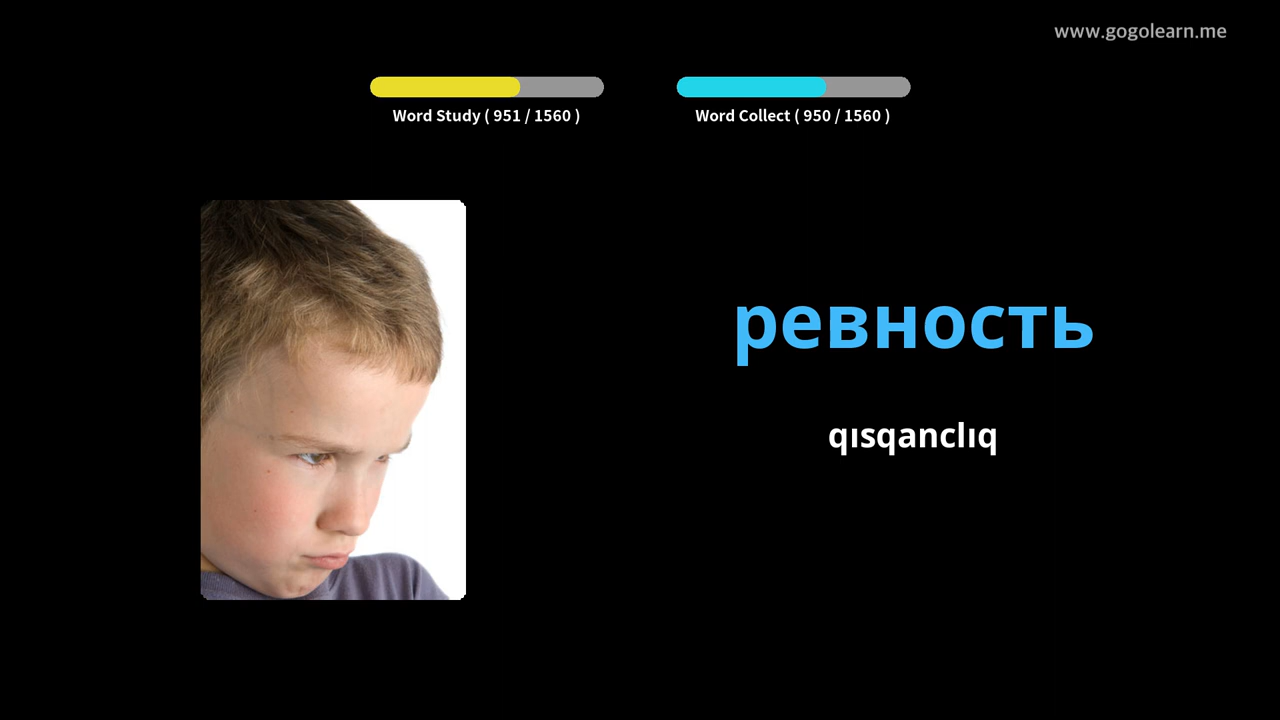 www.gogolearn.me
Word Study ( 951 / 1560 )
Word Collect ( 950 / 1560 )
ревность
qısqanclıq